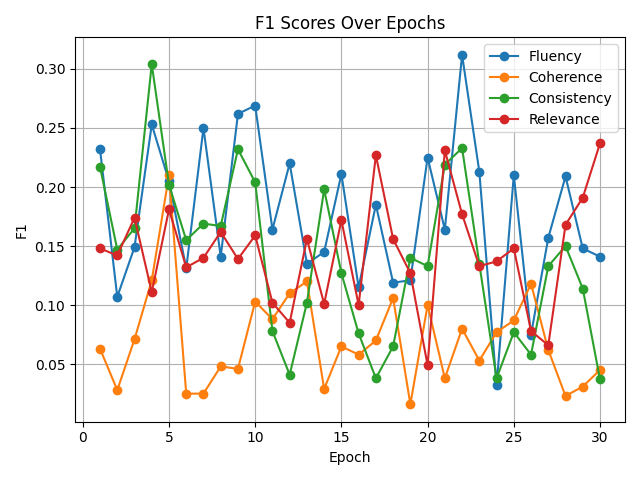 F1 Scores Over Epochs
Fluency
Coherence
Consistency
Relevance
F1
0.30
0.25
0.20
0.15
0.10
0.05
0 5 10 15 20 25 30
Epoch